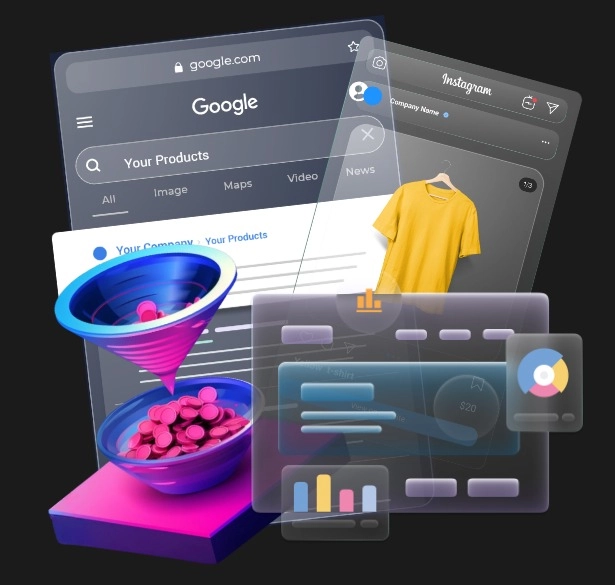 google.com
Google
Your Products
All Image Maps Video News
Your Company Your Products
Instagram
Company Name
1/3
t-shirt
$20